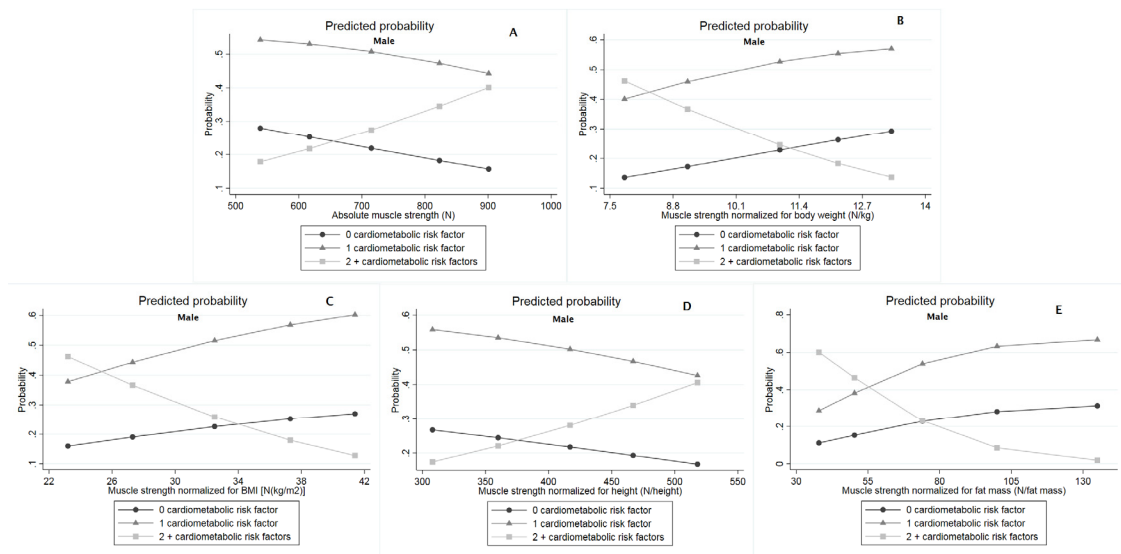 Predicted probability
Male
A
Probability
.1 .2 .3 .4 .5
500 600 700 800 900 1000
Absolute muscle strength (N)
0 cardiometabolic risk factor
1 cardiometabolic risk factor
2 + cardiometabolic risk factors
Predicted probability
Male
B
Probability
.1 .2 .3 .4 .5 .6
7.5 8.8 10.1 11.4 12.7 14
Muscle strength normalized for body weight (N/kg)
0 cardiometabolic risk factor
1 cardiometabolic risk factor
2 + cardiometabolic risk factors
Predicted probability
Male
C
Probability
.1 .2 .3 .4 .5 .6
22 26 30 34 38 42
Muscle strength normalized for BMI [N(kg/m2)]
0 cardiometabolic risk factor
1 cardiometabolic risk factor
2 + cardiometabolic risk factors
Predicted probability
Male
D
Probability
.2 .3 .4 .5 .6
300 350 400 450 500 550
Muscle strength normalized for height (N/height)
0 cardiometabolic risk factor
1 cardiometabolic risk factor
2 + cardiometabolic risk factors
Predicted probability
Male
E
Probability
0 .2 .4 .6 .8
30 55 80 105 130
Muscle strength normalized for fat mass (N/fat mass)
0 cardiometabolic risk factor
1 cardiometabolic risk factor
2 + cardiometabolic risk factors